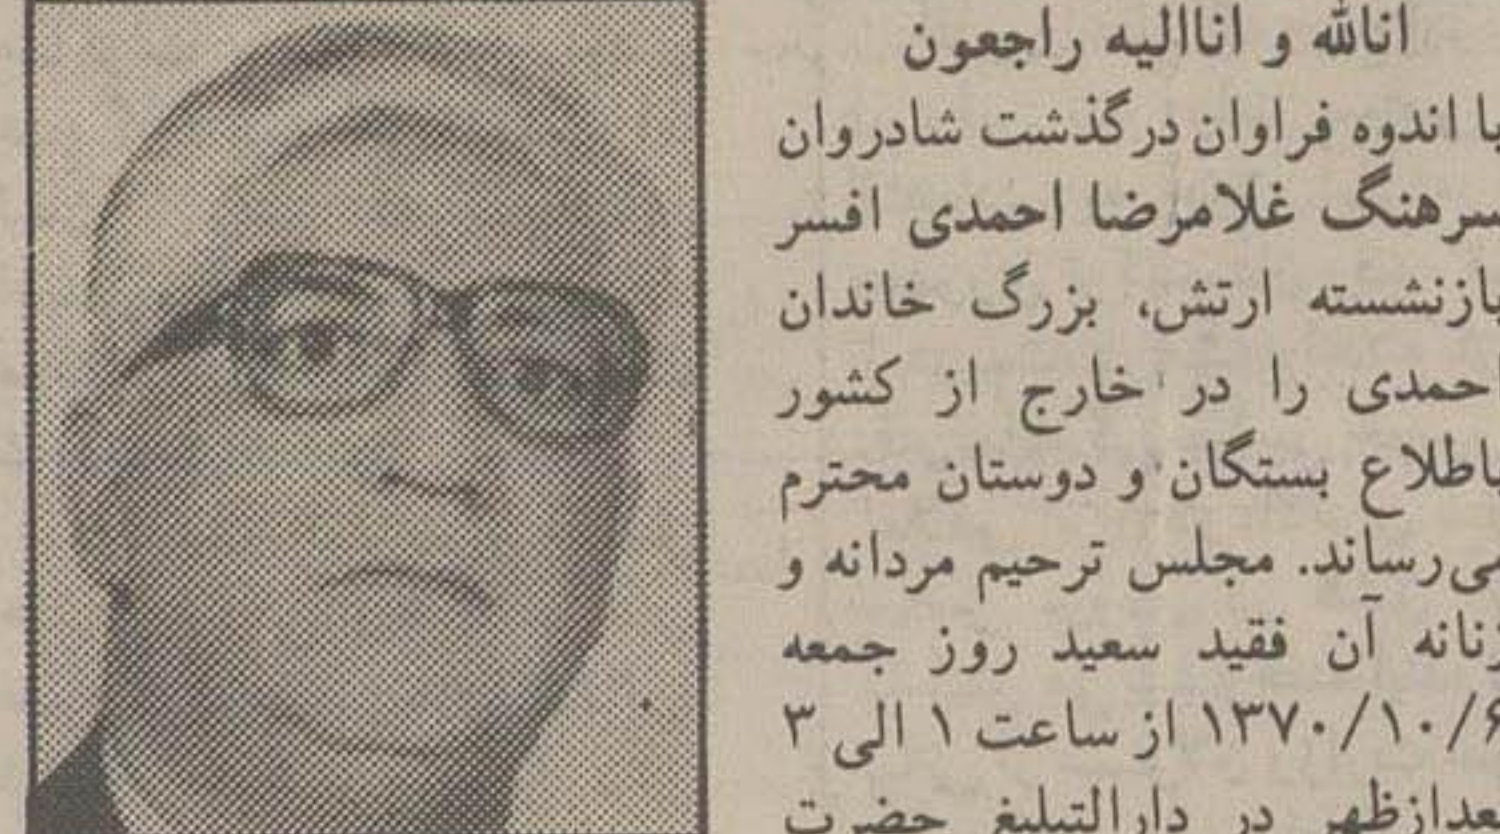 انالله و اناالیه راجعون
با اندوه فراوان درگذشت شادروان
سرهنگ غلامرضا احمدی افسر
بازنشسته ارتش، بزرگ خاندان
احمدی را در خارج از کشور
باطلاع بستگان و دوستان محترم
می‌رساند. مجلس ترحیم مردانه و
زنانه آن فقید سعید روز جمعه
۱۳۷۰/۱۰/۶ از ساعت ۱ الی ۳
بعدازظهر در دارالتبلیغ حضرت